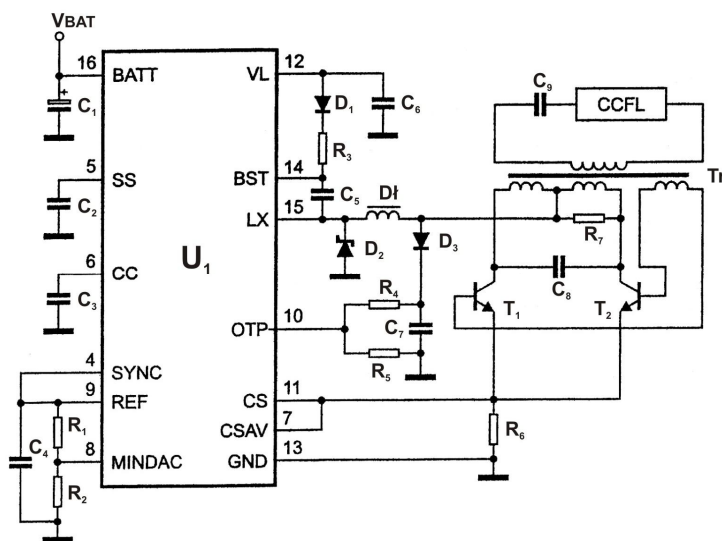 VBAT
16
BATT
VL
12
C1
+
D1
C6
R3
C9
CCFL
Tr
5
SS
C2
BST
14
C5
LX
15
Dł
D2
D3
R7
U1
6
CC
C3
C8
T1
T2
R4
C7
R5
OTP
10
4
SYNC
9
REF
R1
C4
8
MINDAC
R2
CS
11
CSAV
7
GND
13
R6